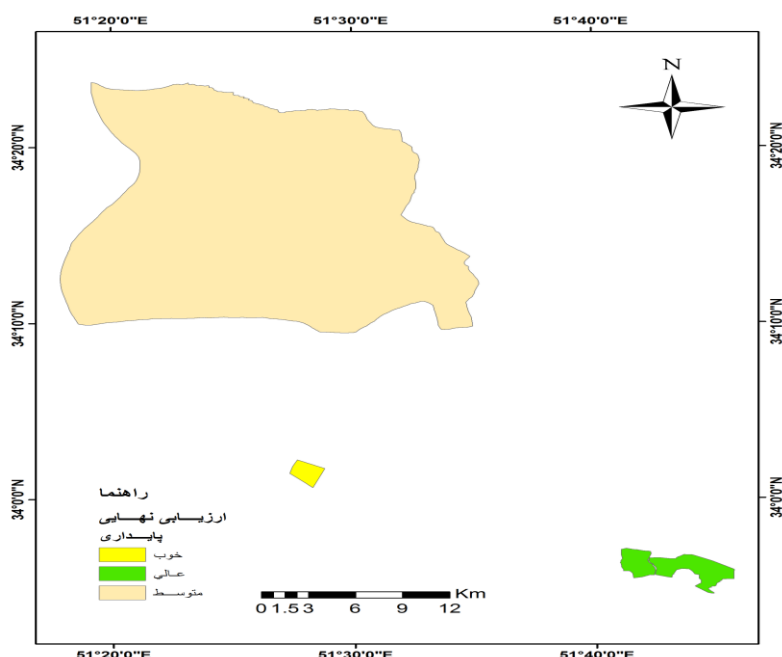 51°20'0"E 51°30'0"E 51°40'0"E
N
34°20'0"N 34°20'0"N
34°10'0"N 34°10'0"N
34°0'0"N 34°0'0"N
راهنما
ارزیابی نهایی
پایداری
خوب
عالی
متوسط
Km
0 1.5 3 6 9 12
51°20'0"E 51°30'0"E 51°40'0"E